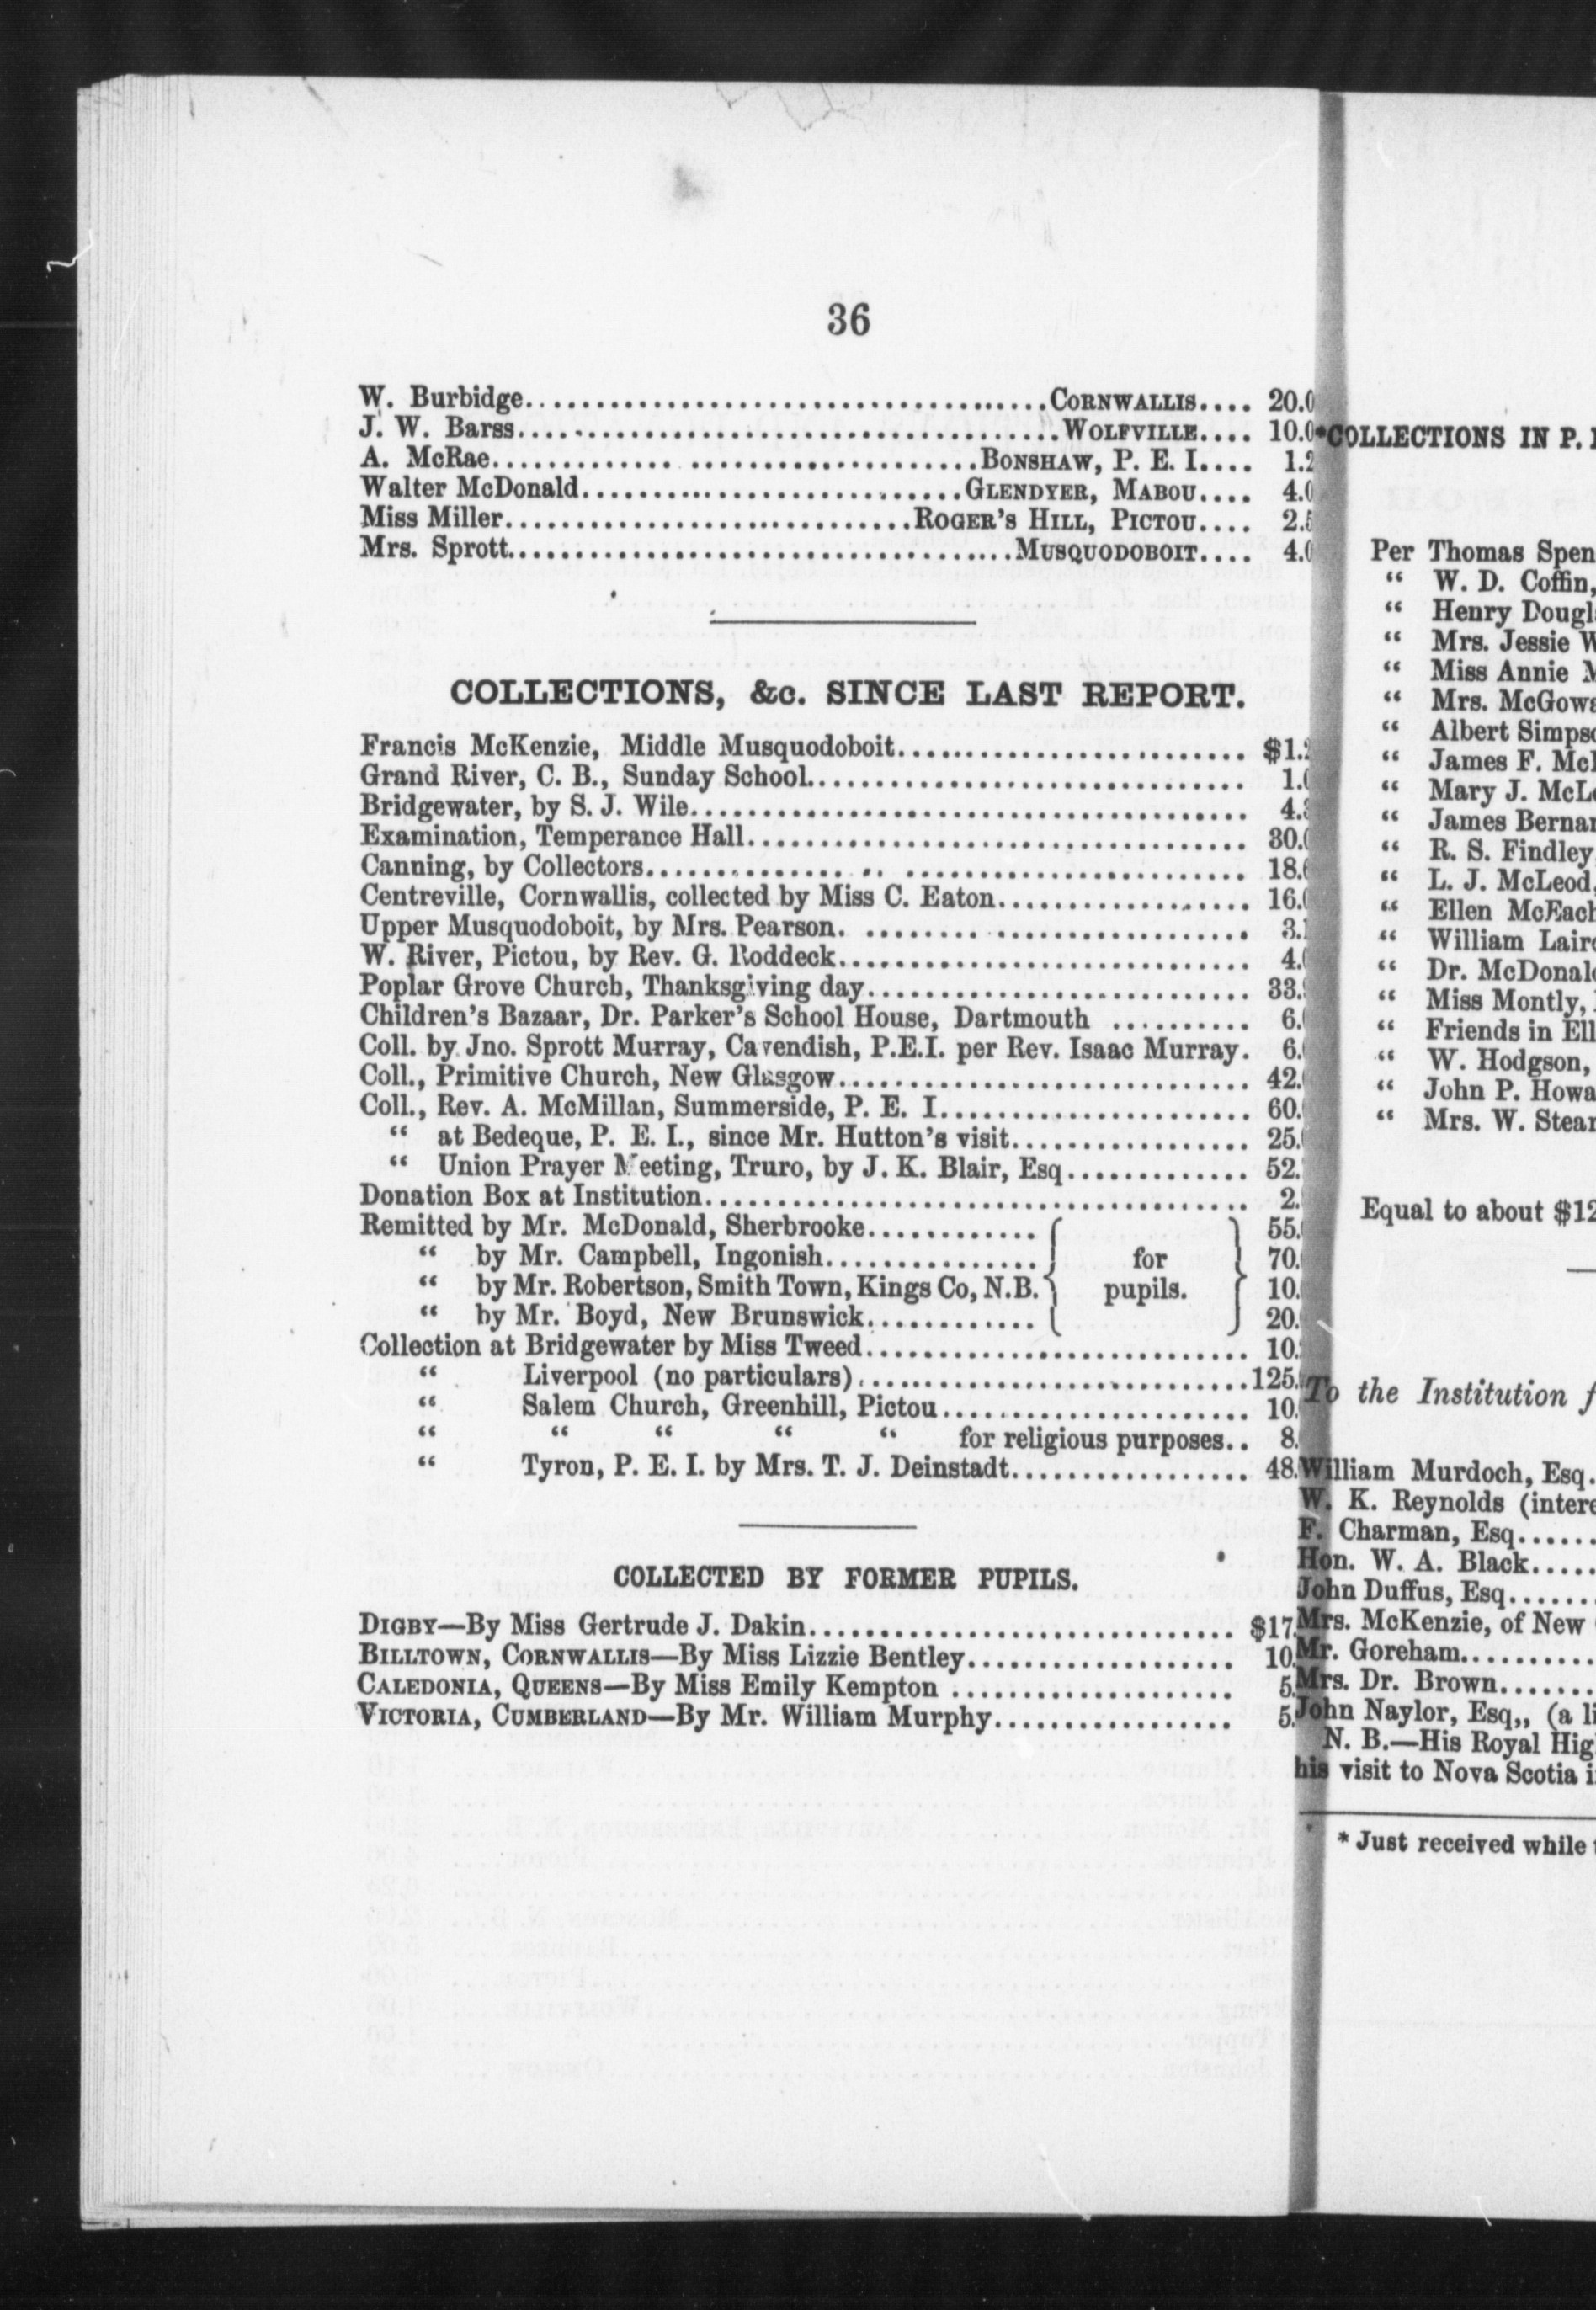 36
W. Burbidge........CORNWALLIS.... 20.0
J. W. Barss........WOLFVILLE.... 10.0
A. McRae........BONSHAW, P. E. I.... 1.2
Walter McDonald........GLENDYER, MABOU.... 4.0
Miss Miller........ROGER'S HILL, PICTOU.... 2.5
Mrs. Sprott........MUSQUODOBOIT.... 4.0
COLLECTIONS, &c. SINCE LAST REPORT.
Francis McKenzie, Middle Musquodoboit........ $1.2
Grand River, C. B., Sunday School........ 1.0
Bridgewater, by S. J. Wile........ 4.
Examination, Temperance Hall........ 30.0
Canning, by Collectors........ 18.6
Centreville, Cornwallis, collected by Miss C. Eaton........ 16.0
Upper Musquodoboit, by Mrs. Pearson........ 3.1
W. River, Pictou, by Rev. G. Roddeck........ 4.0
Poplar Grove Church, Thanksgiving day........ 33.
Children's Bazaar, Dr. Parker's School House, Dartmouth ........ 6.
Coll. by Jno. Sprott Murray, Cavendish, P.E.I. per Rev. Isaac Murray. 6.
Coll., Primitive Church, New Glasgow........ 42.
Coll., Rev. A. McMillan, Summerside, P. E. I........ 60.
“ at Bedeque, P. E. I., since Mr. Hutton's visit........ 25.
“ Union Prayer Meeting, Truro, by J. K. Blair, Esq........ 52.
Donation Box at Institution........ 2.
Remitted by Mr. McDonald, Sherbrooke........ 55.
“ by Mr. Campbell, Ingonish........ for 70.
“ by Mr. Robertson, Smith Town, Kings Co, N.B. pupils. 10.
“ by Mr. Boyd, New Brunswick........ 20.
Collection at Bridgewater by Miss Tweed........ 10.
“ Liverpool (no particulars)........125.
“ Salem Church, Greenhill, Pictou........ 10.
“ “ “ “ “ for religious purposes.. 8.
“ Tyron, P. E. I. by Mrs. T. J. Deinstadt........ 48.
COLLECTED BY FORMER PUPILS.
DIGBY—By Miss Gertrude J. Dakin........ $17.
BILLTOWN, CORNWALLIS—By Miss Lizzie Bentley........ 10.
CALEDONIA, QUEENS—By Miss Emily Kempton ........ 5.
VICTORIA, CUMBERLAND—By Mr. William Murphy........ 5.
*COLLECTIONS IN P.
Per Thomas Spen
“ W. D. Coffin,
“ Henry Dougl
“ Mrs. Jessie W
“ Miss Annie M
“ Mrs. McGow
“ Albert Simps
“ James F. Mc
“ Mary J. McL
“ James Berna
“ R. S. Findley
“ L. J. McLeod,
“ Ellen McEach
“ William Lair
“ Dr. McDonal
“ Miss Montly,
“ Friends in Ell
“ W. Hodgson,
“ John P. Howa
“ Mrs. W. Stear
Equal to about $12
To the Institution f
William Murdoch, Esq.
W. K. Reynolds (inter
F. Charman, Esq......
Hon. W. A. Black.....
John Duffus, Esq......
Mrs. McKenzie, of New
Mr. Goreham.........
Mrs. Dr. Brown.......
John Naylor, Esq,, (a li
N. B.—His Royal Hig
his visit to Nova Scotia i
* Just received while